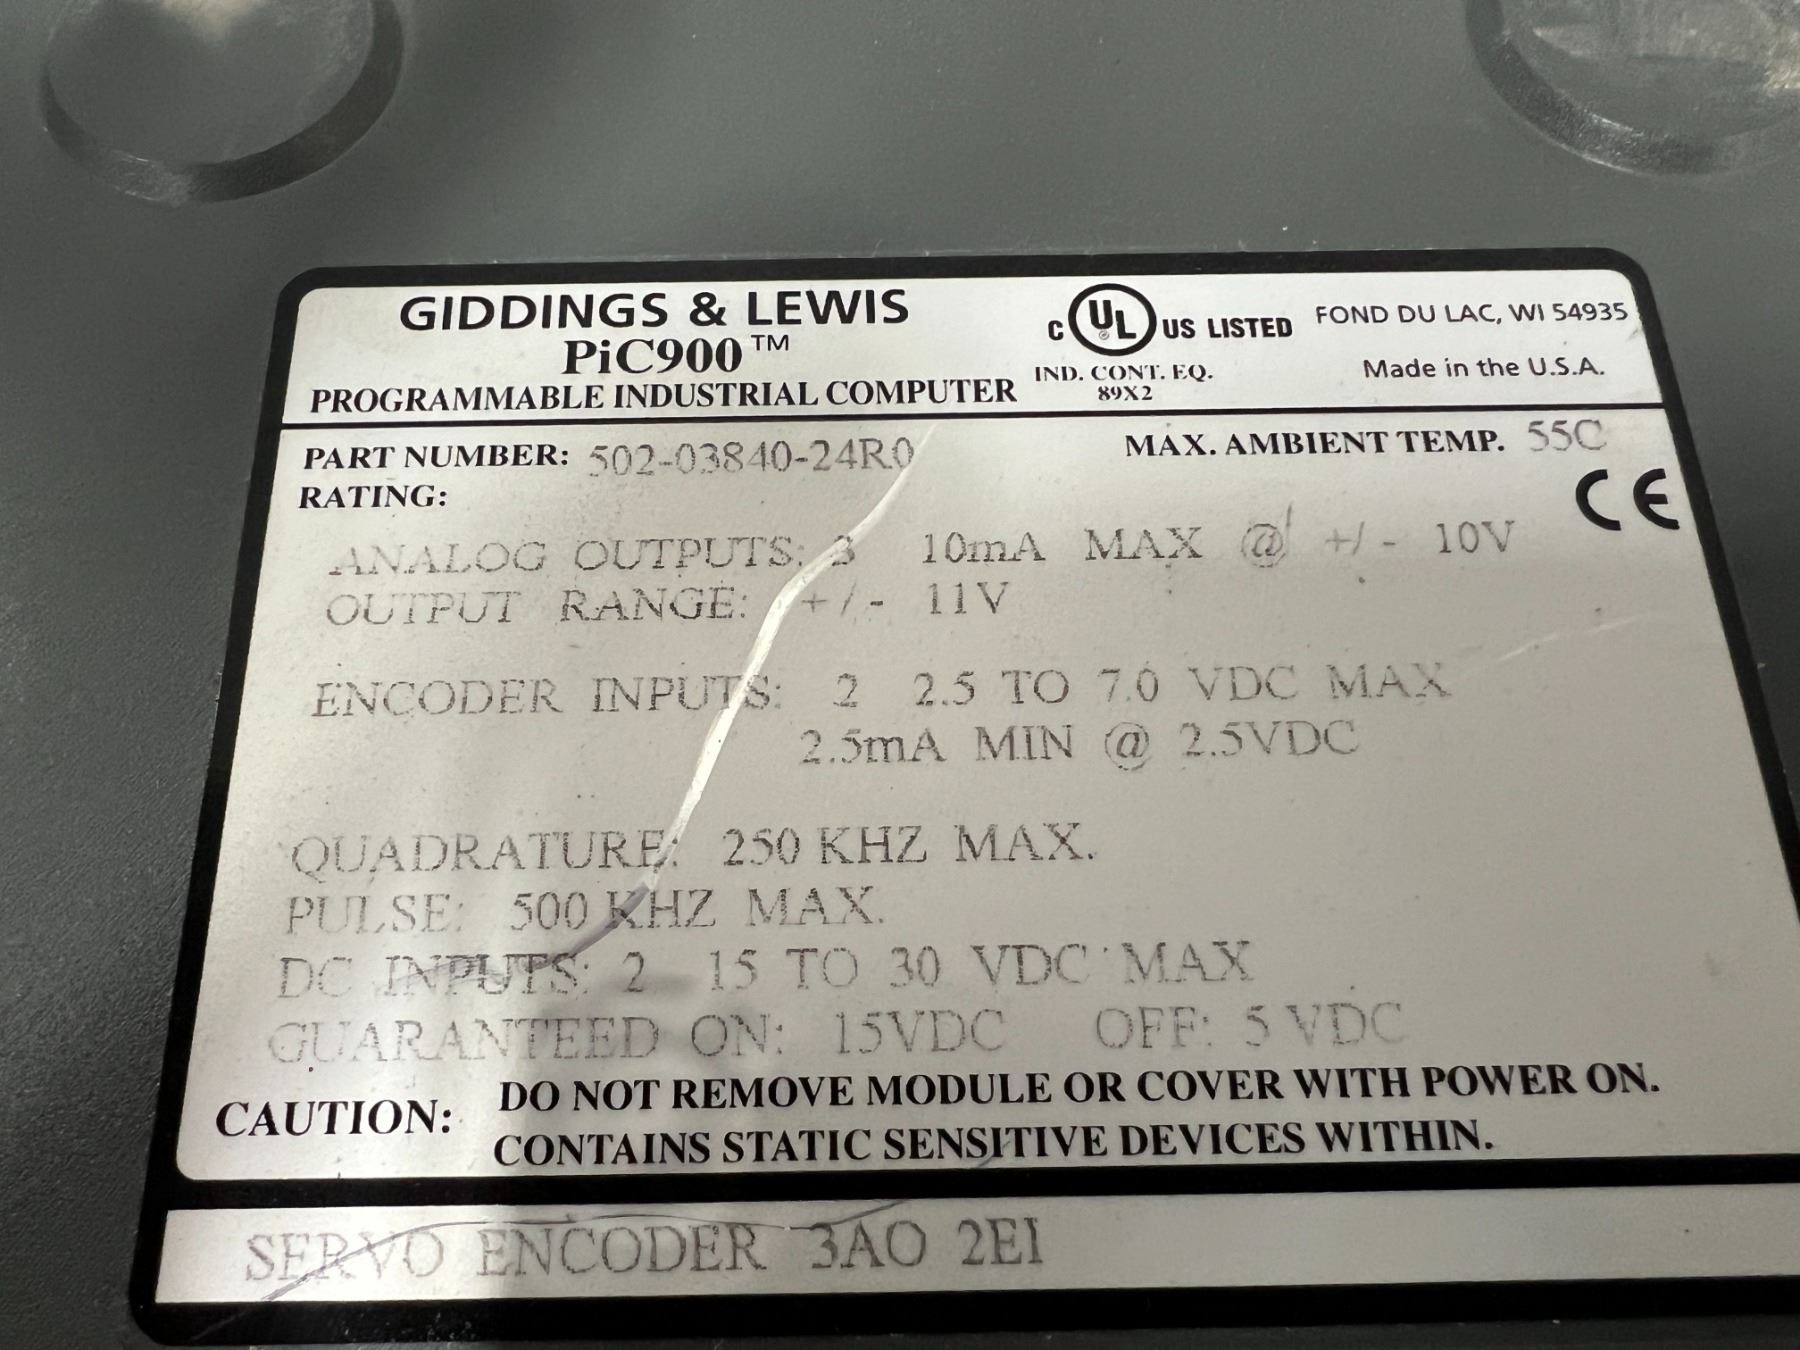 GIDDINGS & LEWIS
PiC900™
PROGRAMMABLE INDUSTRIAL COMPUTER
C UL US LISTED
IND. CONT. EQ.
89X2
FOND DU LAC, WI 54935
Made in the U.S.A.
PART NUMBER: 502-03840-24R0
MAX. AMBIENT TEMP. 55C
RATING:
CE
ANALOG OUTPUTS: 3 10mA MAX @ +/- 10V
OUTPUT RANGE: +/- 11V
ENCODER INPUTS: 2 2.5 TO 7.0 VDC MAX
2.5mA MIN @ 2.5VDC
QUADRATURE: 250 KHZ MAX.
PULSE: 500 KHZ MAX.
DC INPUTS: 2 15 TO 30 VDC MAX
GUARANTEED ON: 15VDC OFF: 5 VDC
CAUTION: DO NOT REMOVE MODULE OR COVER WITH POWER ON.
CONTAINS STATIC SENSITIVE DEVICES WITHIN.
SERVO ENCODER 3AO 2EI